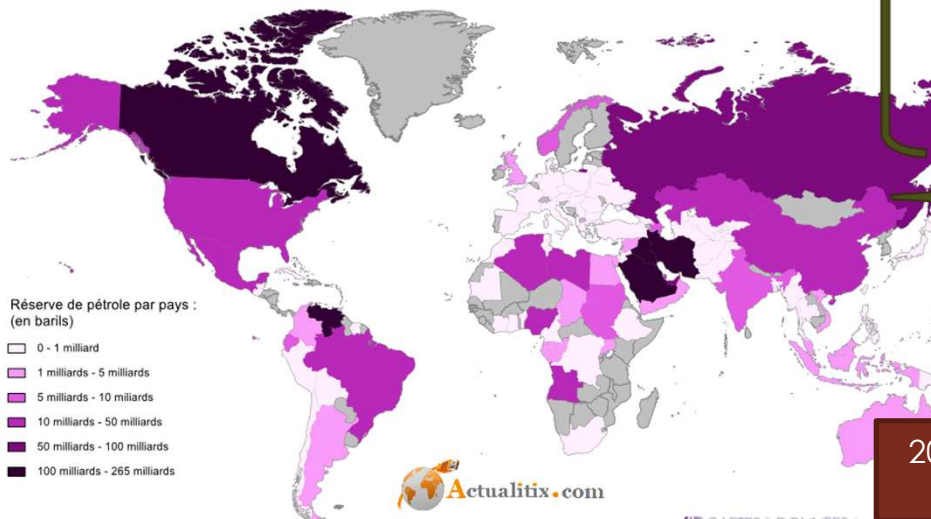 Réserve de pétrole par pays :
(en barils)
0 - 1 milliard
1 milliards - 5 milliards
5 milliards - 10 miliards
10 milliards - 50 milliards
50 milliards - 100 milliards
100 milliards - 265 milliards
Actualitix.com
20